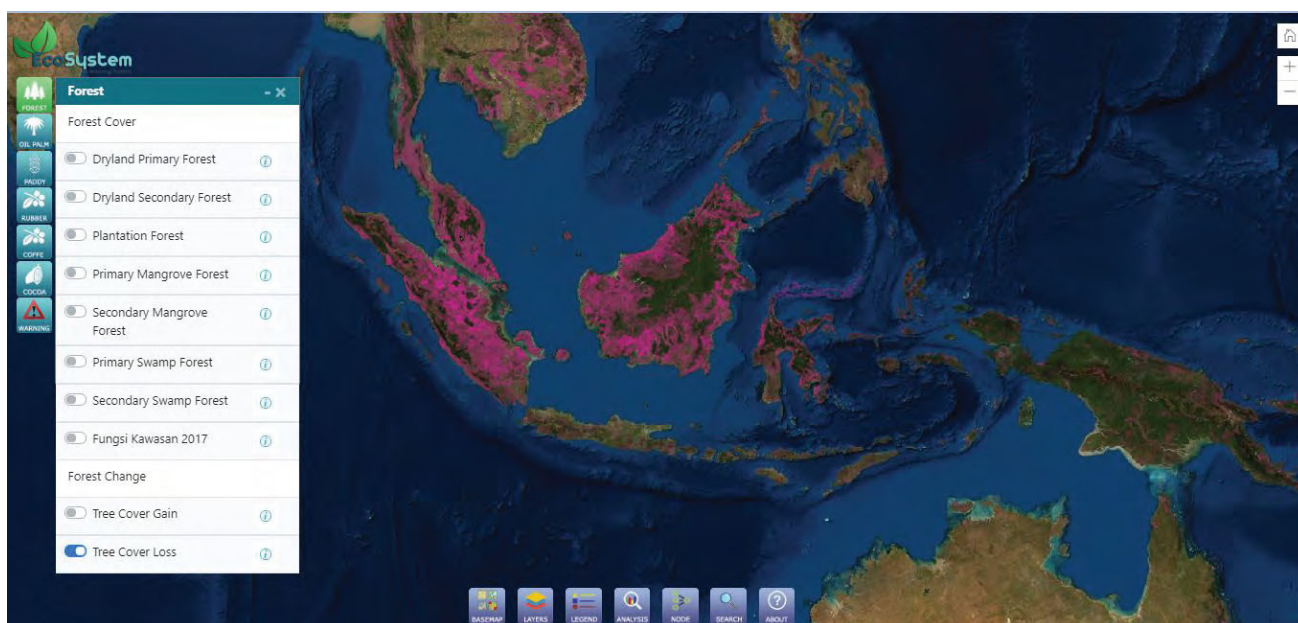 EcoSystem
FOREST
OIL PALM
PADDY
RUBBER
COFFE
COCOA
WARNING
Forest
Forest Cover
Dryland Primary Forest
Dryland Secondary Forest
Plantation Forest
Primary Mangrove Forest
Secondary Mangrove
Forest
Primary Swamp Forest
Secondary Swamp Forest
Fungsi Kawasan 2017
Forest Change
Tree Cover Gain
Tree Cover Loss
BASEMAP
LAYERS
LEGEND
ANALYSIS
NODE
SEARCH
ABOUT